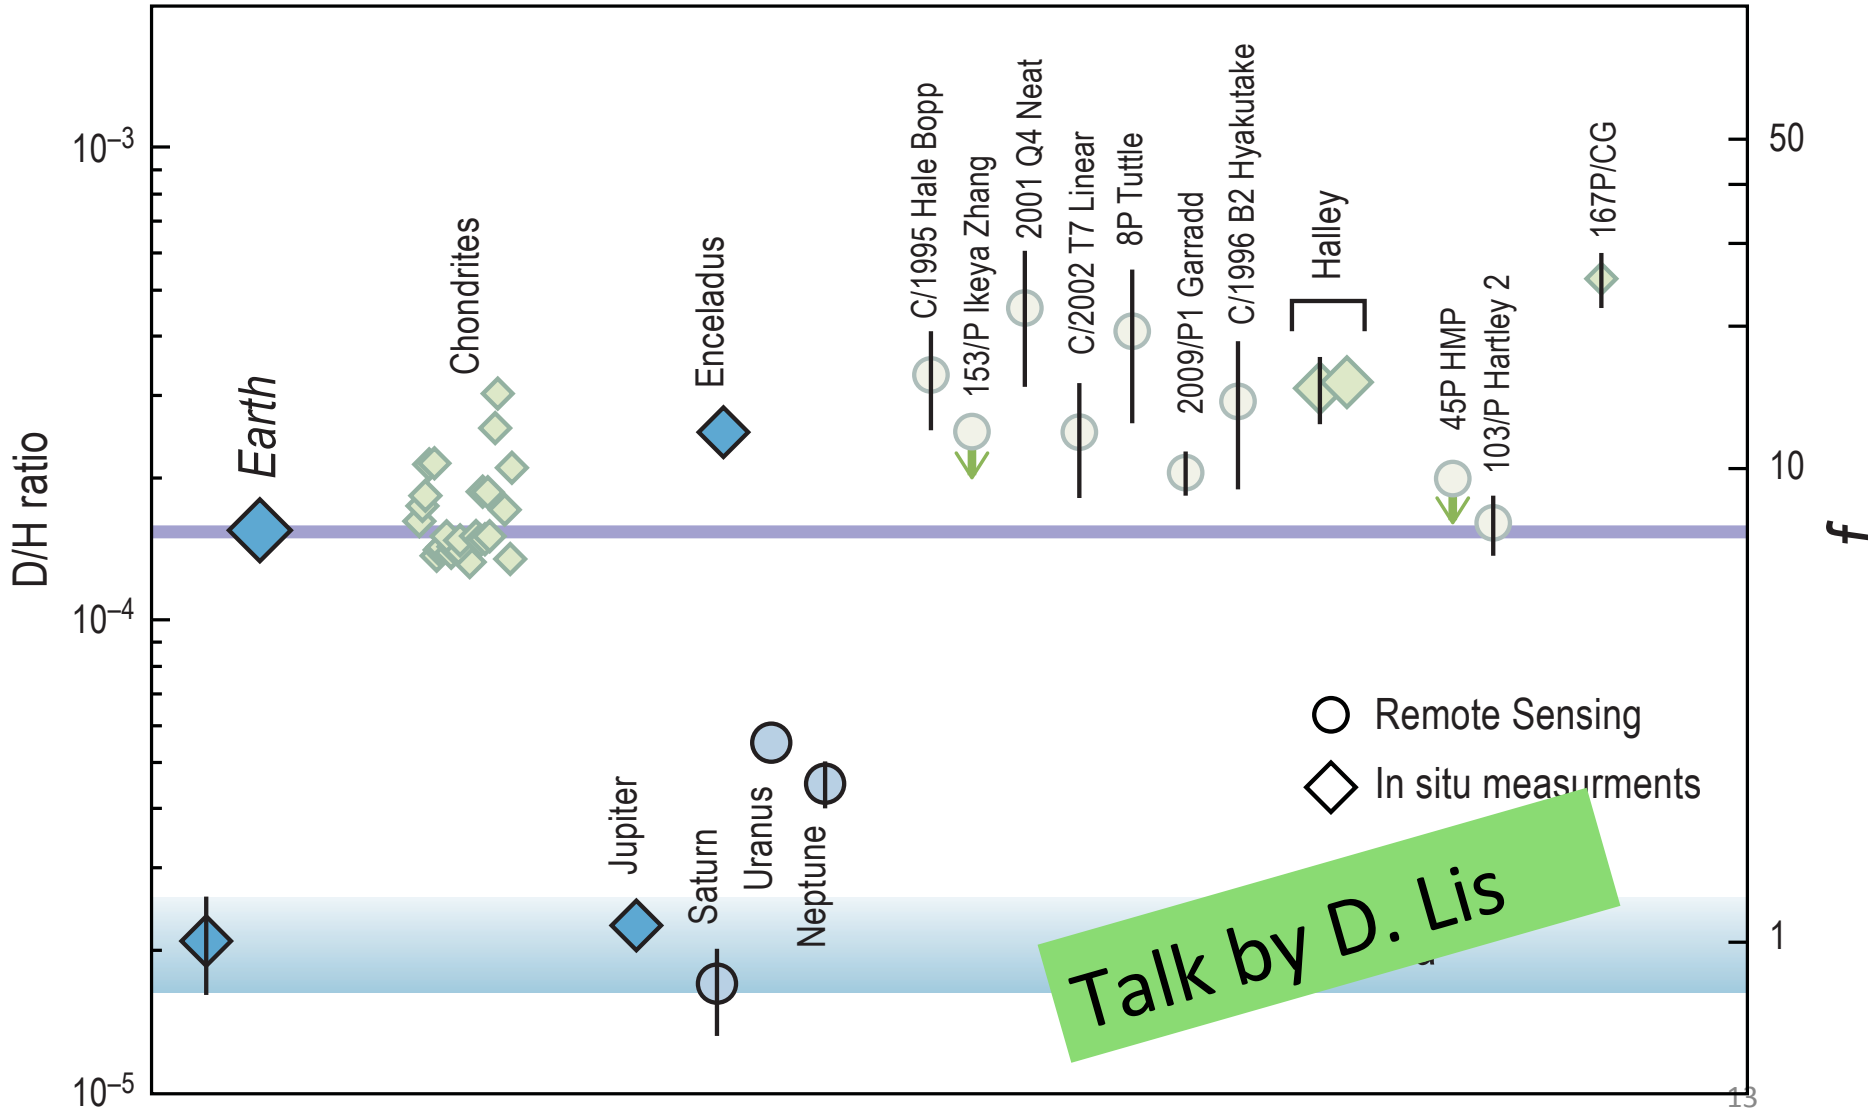 10–3
10–4
10–5
D/H ratio
Earth
Chondrites
Enceladus
Jupiter
Saturn
Uranus
Neptune
C/1995 Hale Bopp
153/P Ikeya Zhang
2001 Q4 Neat
C/2002 T7 Linear
8P Tuttle
2009/P1 Garradd
C/1996 B2 Hyakutake
Halley
45P HMP
103/P Hartley 2
167P/CG
50
10
1
f
Remote Sensing
In situ measurments
Talk by D. Lis
13